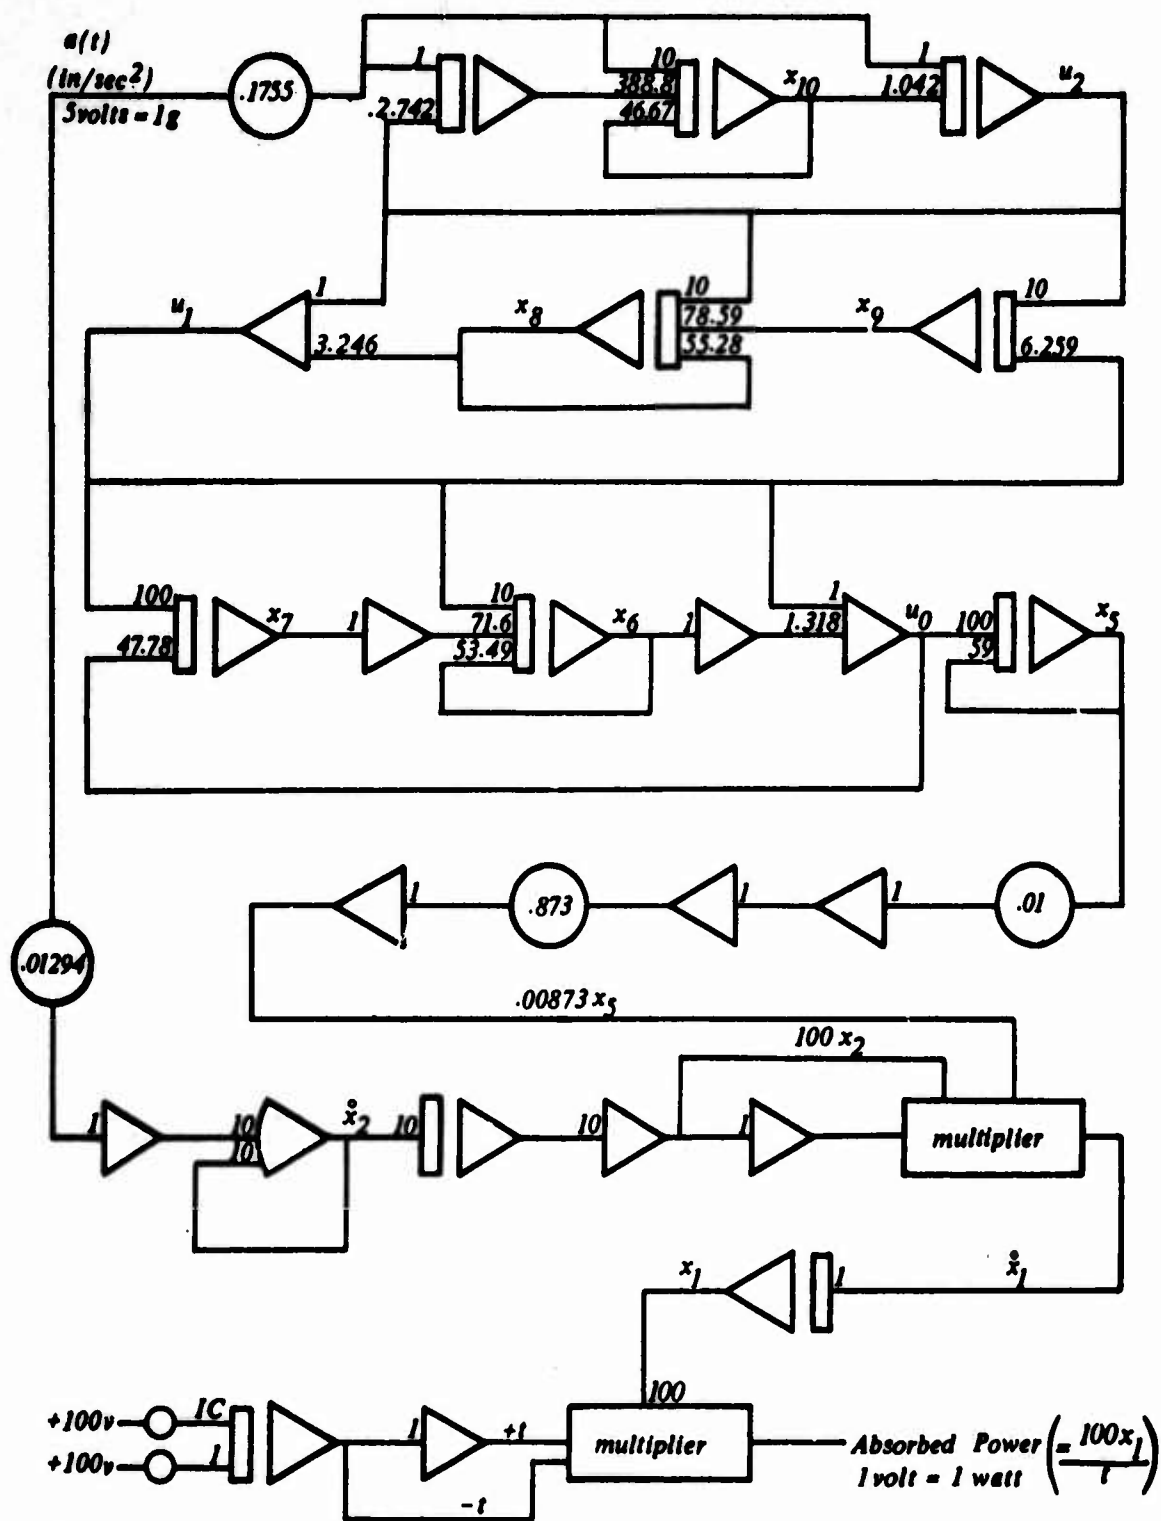 a(t)
(in/sec²)
5volts = 1g
.1755
1
.2.742
10
388.8
46.67
x10
1
1.042
u2
u1
1
3.246
x8
10
78.59
55.28
x9
10
6.259
100
47.78
x7
1
10
71.6
53.49
x6
1
1
1.318
u0
100
59
x5
1
.873
1
1
.01
.01294
.00873 x5
100 x2
1
10
10
x̊2
10
10
1
multiplier
x1
1
x̊1
100
+100v
IC
+100v
1
1
+t
-t
multiplier
Absorbed Power (= 100x1 / t)
1 volt = 1 watt